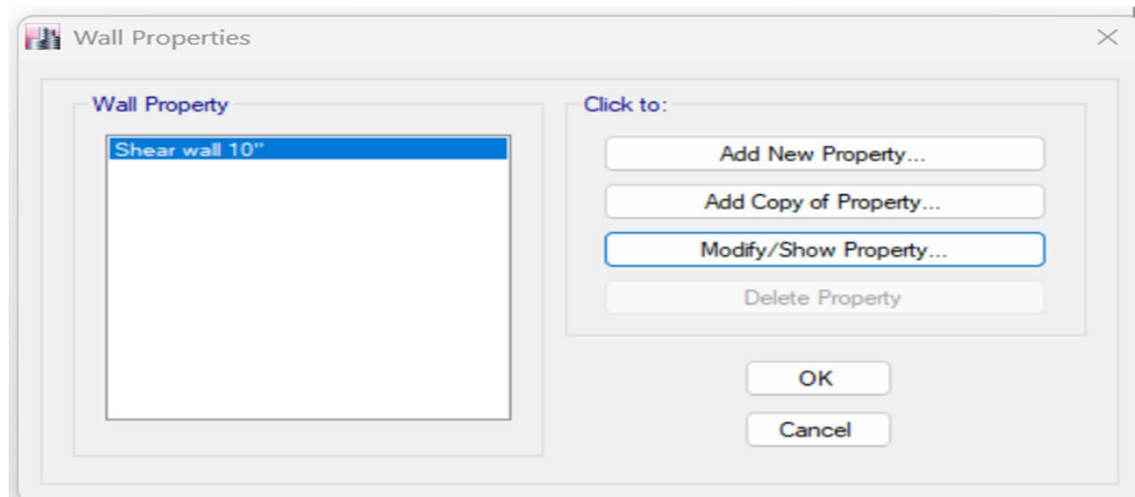 Wall Properties
Wall Property
Shear wall 10"
Click to:
Add New Property...
Add Copy of Property...
Modify/Show Property...
Delete Property
OK
Cancel